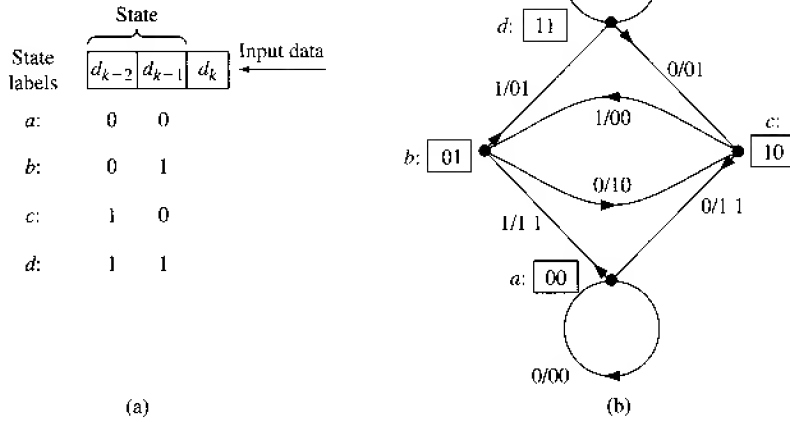 State
State labels
d_{k-2} d_{k-1} d_k
Input data
a: 0 0
b: 0 1
c: 1 0
d: 1 1
(a)
d: 11
1/01
0/01
1/00
c: 10
b: 01
0/10
1/1 1
0/1 1
a: 00
0/00
(b)